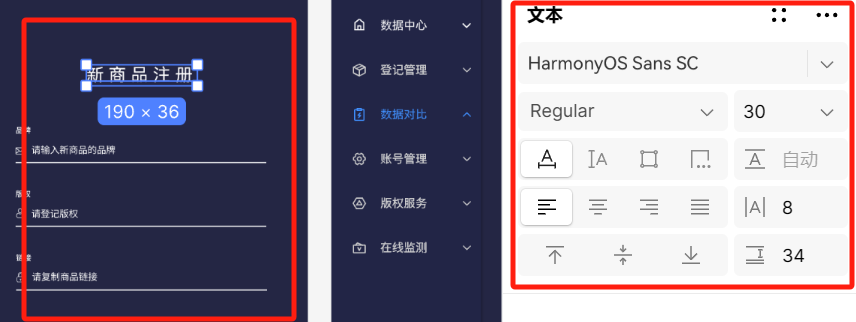 新商品注册
190 × 36
品牌
请输入新商品的品牌
版权
请登记版权
链接
请复制商品链接
数据中心
登记管理
数据对比
账号管理
版权服务
在线监测
文本
HarmonyOS Sans SC
Regular
30
自动
8
34